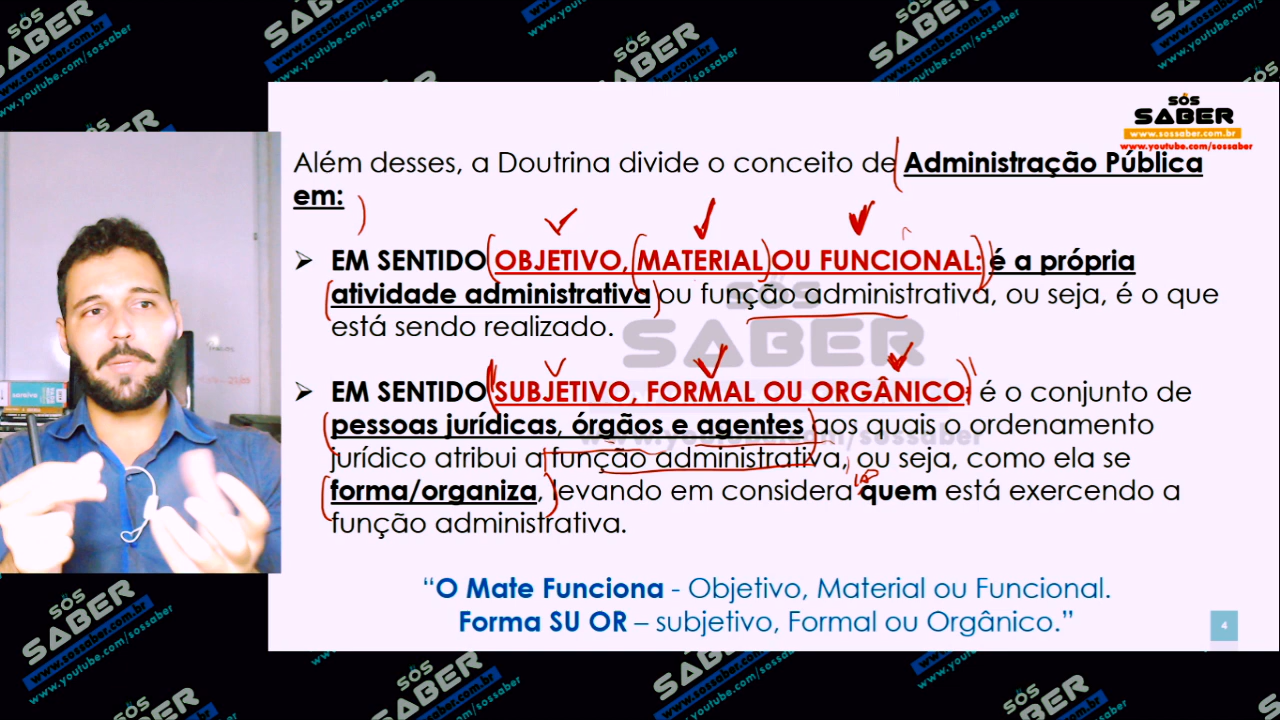 SÓS
SABER
www.sossaber.com.br
www.youtube.com/sossaber
Além desses, a Doutrina divide o conceito de Administração Pública
em:
EM SENTIDO OBJETIVO, MATERIAL OU FUNCIONAL: é a própria
atividade administrativa ou função administrativa, ou seja, é o que
está sendo realizado.
EM SENTIDO SUBJETIVO, FORMAL OU ORGÂNICO: é o conjunto de
pessoas jurídicas, órgãos e agentes aos quais o ordenamento
jurídico atribui a função administrativa, ou seja, como ela se
forma/organiza, levando em considera quem está exercendo a
função administrativa.
“O Mate Funciona - Objetivo, Material ou Funcional.
Forma SU OR – subjetivo, Formal ou Orgânico.”
4